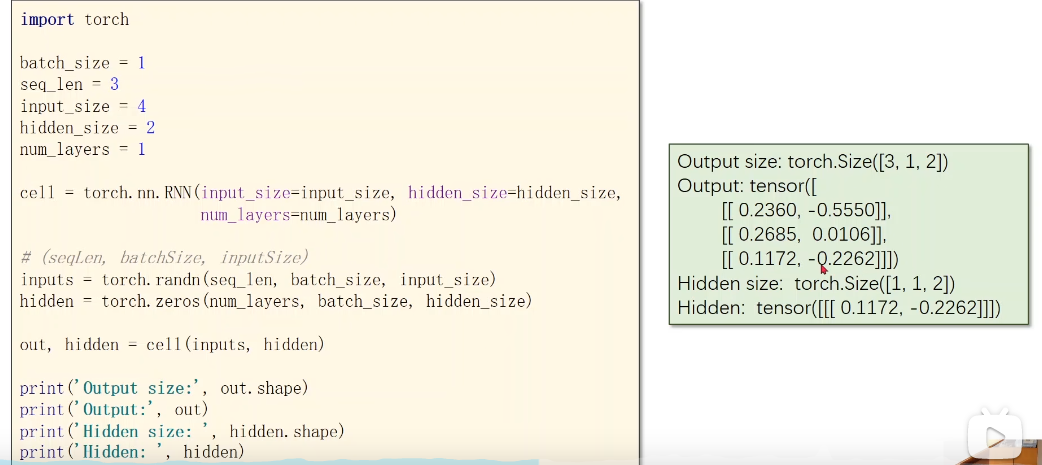 import torch
batch_size = 1
seq_len = 3
input_size = 4
hidden_size = 2
num_layers = 1
cell = torch.nn.RNN(input_size=input_size, hidden_size=hidden_size,
num_layers=num_layers)
# (seqLen, batchSize, inputSize)
inputs = torch.randn(seq_len, batch_size, input_size)
hidden = torch.zeros(num_layers, batch_size, hidden_size)
out, hidden = cell(inputs, hidden)
print('Output size:', out.shape)
print('Output:', out)
print('Hidden size: ', hidden.shape)
print('Hidden: ', hidden)
Output size: torch.Size([3, 1, 2])
Output: tensor([
[[ 0.2360, -0.5550]],
[[ 0.2685, 0.0106]],
[[ 0.1172, -0.2262]]])
Hidden size: torch.Size([1, 1, 2])
Hidden: tensor([[[ 0.1172, -0.2262]]])